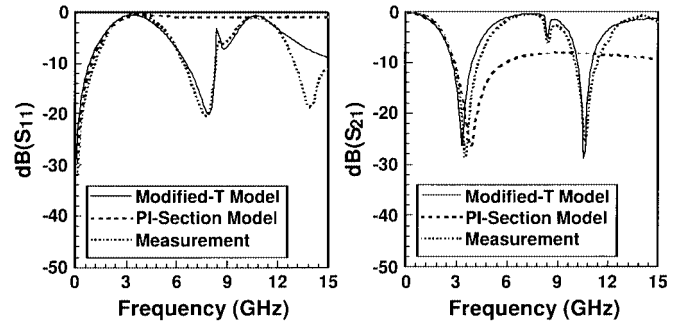 dB(S11)
0
-10
-20
-30
-40
-50
Modified-T Model
PI-Section Model
Measurement
0 3 6 9 12 15
Frequency (GHz)
dB(S21)
0
-10
-20
-30
-40
-50
Modified-T Model
PI-Section Model
Measurement
0 3 6 9 12 15
Frequency (GHz)